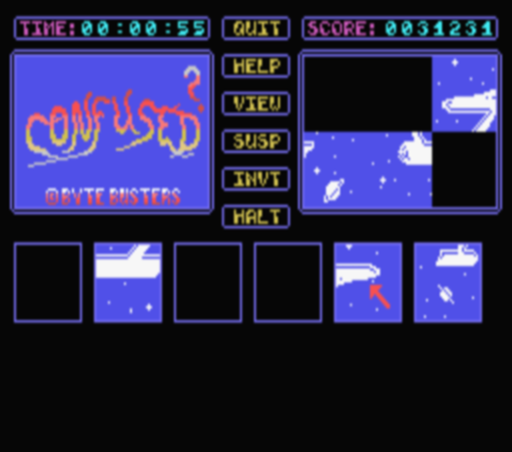 TIME:00:00:55
QUIT
SCORE: 0031231
HELP
VIEW
SUSP
INVT
HALT
CONFUSED?
@BYTE BUSTERS